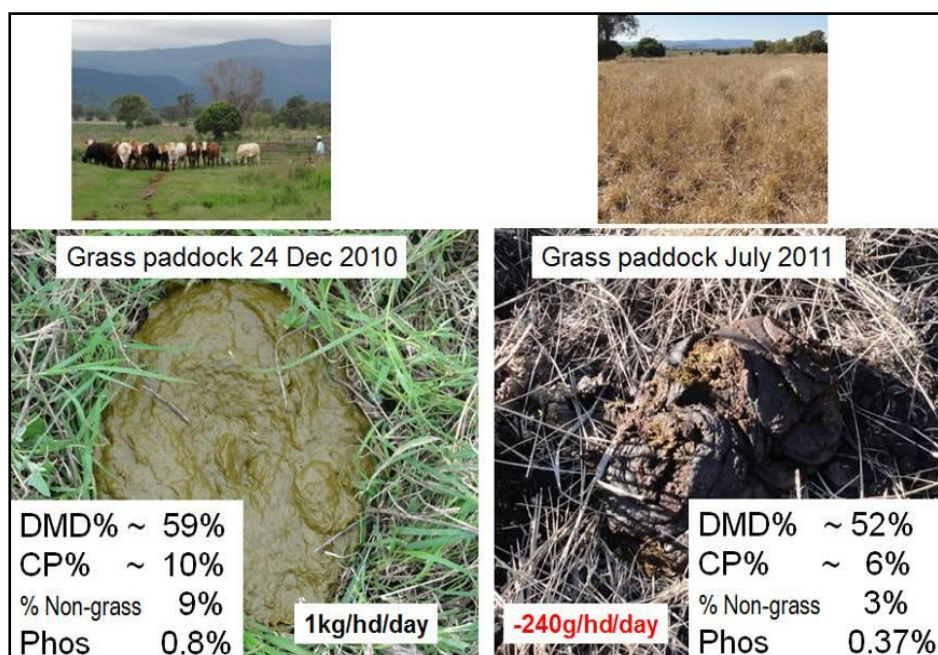 Grass paddock 24 Dec 2010
Grass paddock July 2011
DMD% ~ 59%
CP% ~ 10%
% Non-grass 9%
Phos 0.8%
1kg/hd/day
-240g/hd/day
DMD% ~ 52%
CP% ~ 6%
% Non-grass 3%
Phos 0.37%